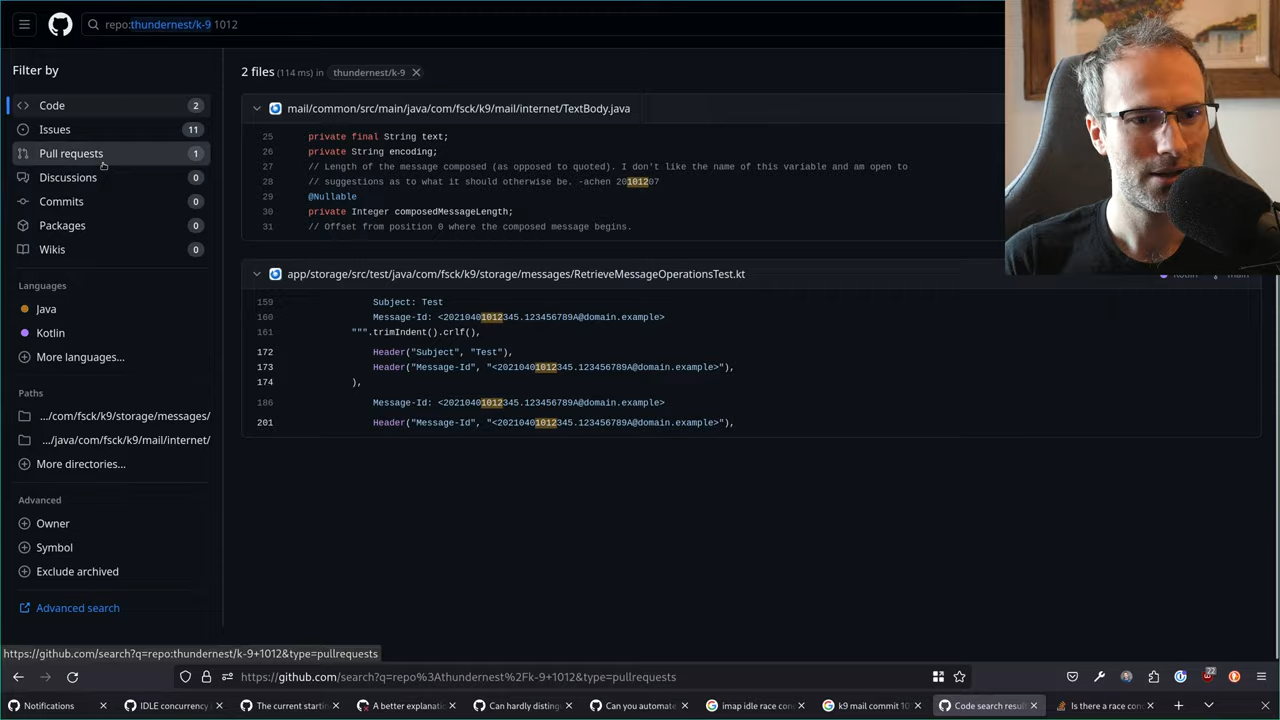 repo:thundernest/k-9 1012
Filter by
Code 2
Issues 11
Pull requests 1
Discussions 0
Commits 0
Packages 0
Wikis 0
Languages
Java
Kotlin
More languages...
Paths
.../com/fsck/k9/storage/messages/
.../java/com/fsck/k9/mail/internet/
More directories...
Advanced
Owner
Symbol
Exclude archived
Advanced search
2 files (114 ms) in thundernest/k-9
mail/common/src/main/java/com/fsck/k9/mail/internet/TextBody.java
25 private final String text;
26 private String encoding;
27 // Length of the message composed (as opposed to quoted). I don't like the name of this variable and am open to
28 // suggestions as to what it should otherwise be. -achen 20101207
29 @Nullable
30 private Integer composedMessageLength;
31 // Offset from position 0 where the composed message begins.
app/storage/src/test/java/com/fsck/k9/storage/messages/RetrieveMessageOperationsTest.kt
159 Subject: Test
160 Message-Id: <20210401012345.123456789A@domain.example>
161 """.trimIndent().crlf(),
172 Header("Subject", "Test"),
173 Header("Message-Id", "<20210401012345.123456789A@domain.example>"),
174 ),
186 Message-Id: <20210401012345.123456789A@domain.example>
201 Header("Message-Id", "<20210401012345.123456789A@domain.example>"),
https://github.com/search?q=repo:thundernest/k-9+1012&type=pullrequests
https://github.com/search?q=repo%3Athundernest%2Fk-9+1012&type=pullrequests
22
Notifications
IDLE concurrency
The current starti
A better explanati
Can hardly disting
Can you automate
imap idle race con
k9 mail commit 10
Code search resul
Is there a race con